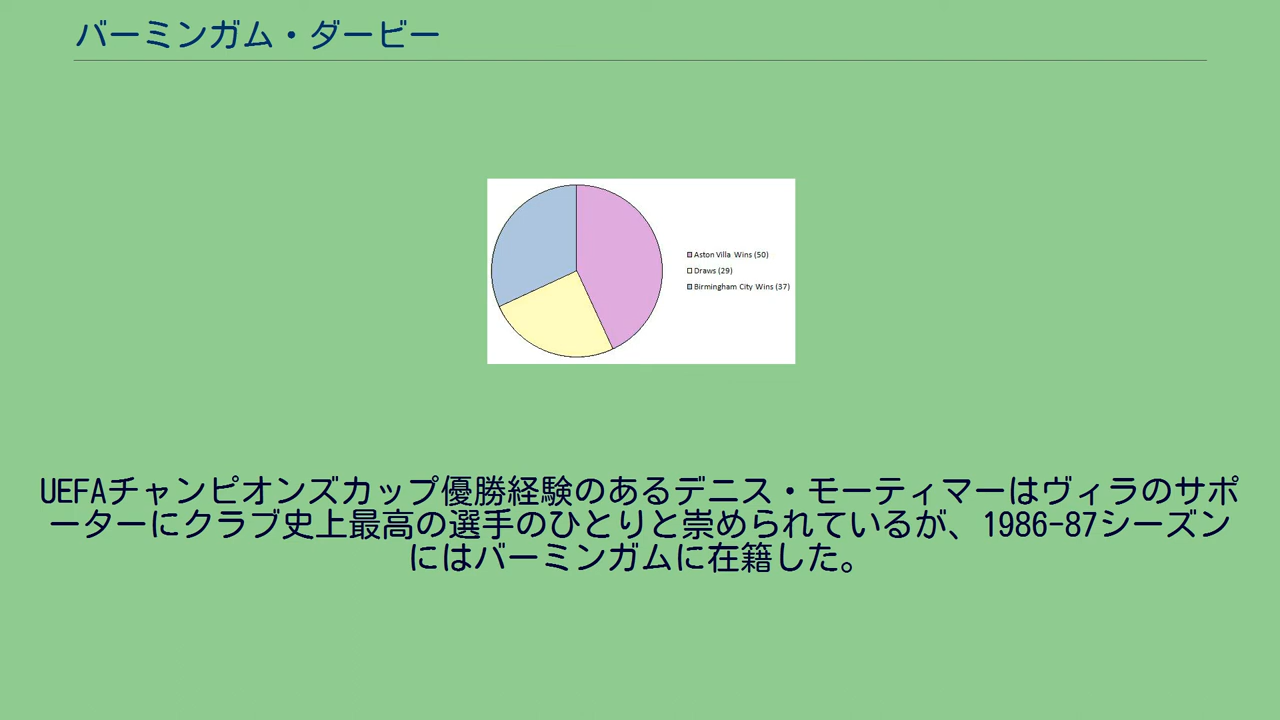 バーミンガム・ダービー
Aston Villa Wins (50)
Draws (29)
Birmingham City Wins (37)
UEFAチャンピオンズカップ優勝経験のあるデニス・モーティマーはヴィラのサポ
ーターにクラブ史上最高の選手のひとりと崇められているが、1986-87シーズン
にはバーミンガムに在籍した。